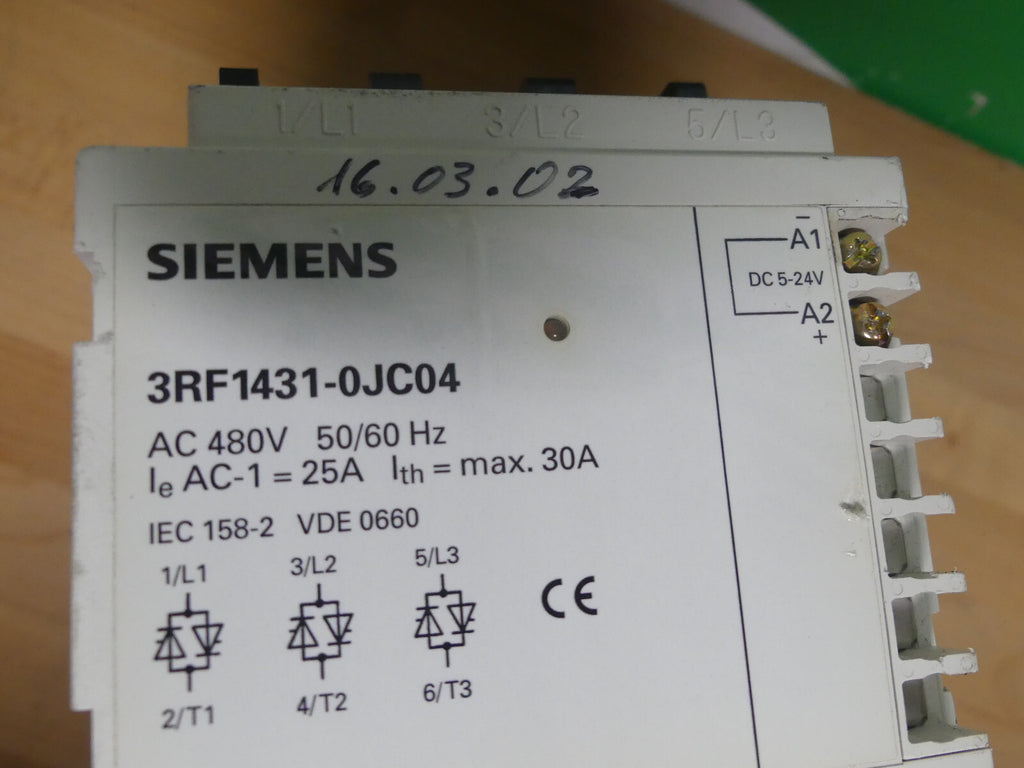 1/L1 3/L2 5/L3
16.03.02
SIEMENS
3RF1431-0JC04
AC 480V 50/60 Hz
Ie AC-1 = 25A Ith = max. 30A
IEC 158-2 VDE 0660
1/L1 3/L2 5/L3
CE
2/T1 4/T2 6/T3
−
A1
DC 5-24V
A2
+